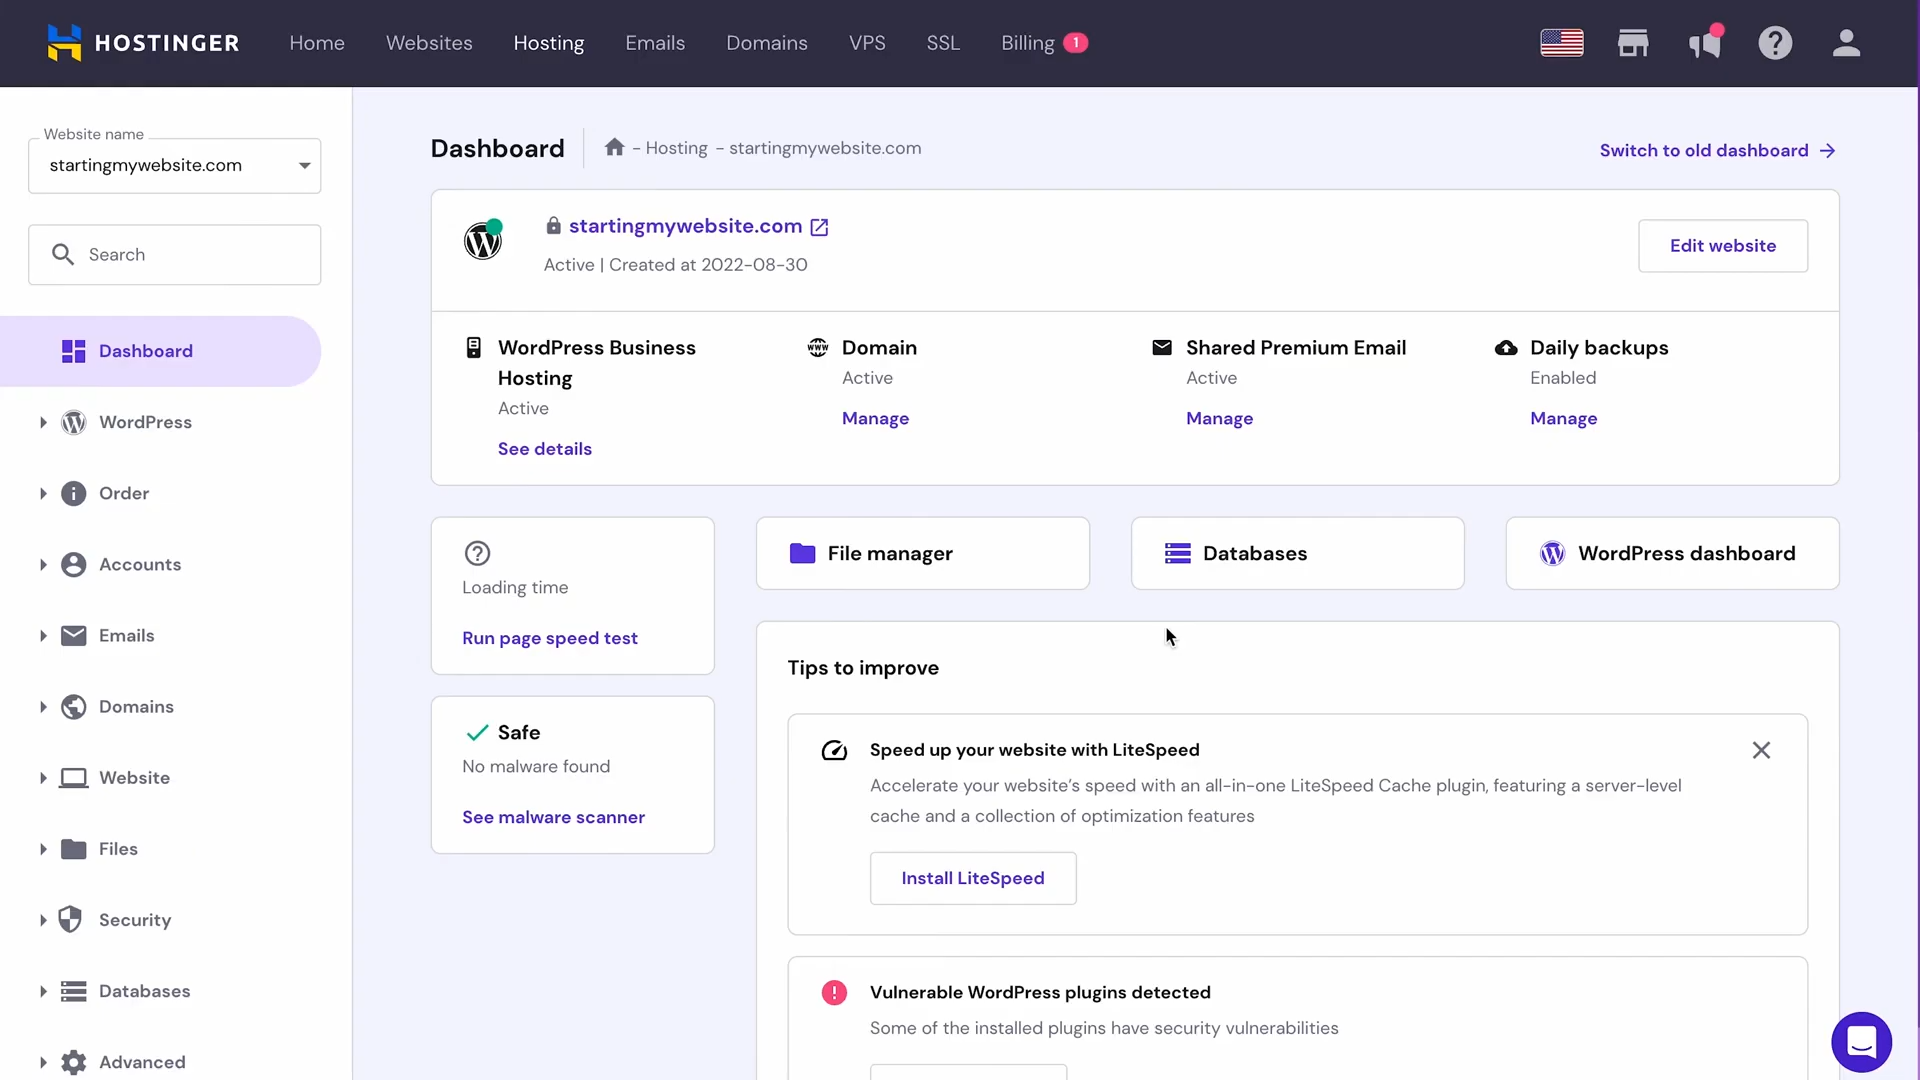 HOSTINGER
Home
Websites
Hosting
Emails
Domains
VPS
SSL
Billing 1
Website name
startingmywebsite.com
Search
Dashboard
WordPress
Order
Accounts
Emails
Domains
Website
Files
Security
Databases
Advanced
Dashboard
- Hosting - startingmywebsite.com
Switch to old dashboard
startingmywebsite.com
Active | Created at 2022-08-30
Edit website
WordPress Business
Hosting
Active
See details
Domain
Active
Manage
Shared Premium Email
Active
Manage
Daily backups
Enabled
Manage
Loading time
Run page speed test
Safe
No malware found
See malware scanner
File manager
Databases
WordPress dashboard
Tips to improve
Speed up your website with LiteSpeed
Accelerate your website’s speed with an all-in-one LiteSpeed Cache plugin, featuring a server-level
cache and a collection of optimization features
Install LiteSpeed
Vulnerable WordPress plugins detected
Some of the installed plugins have security vulnerabilities